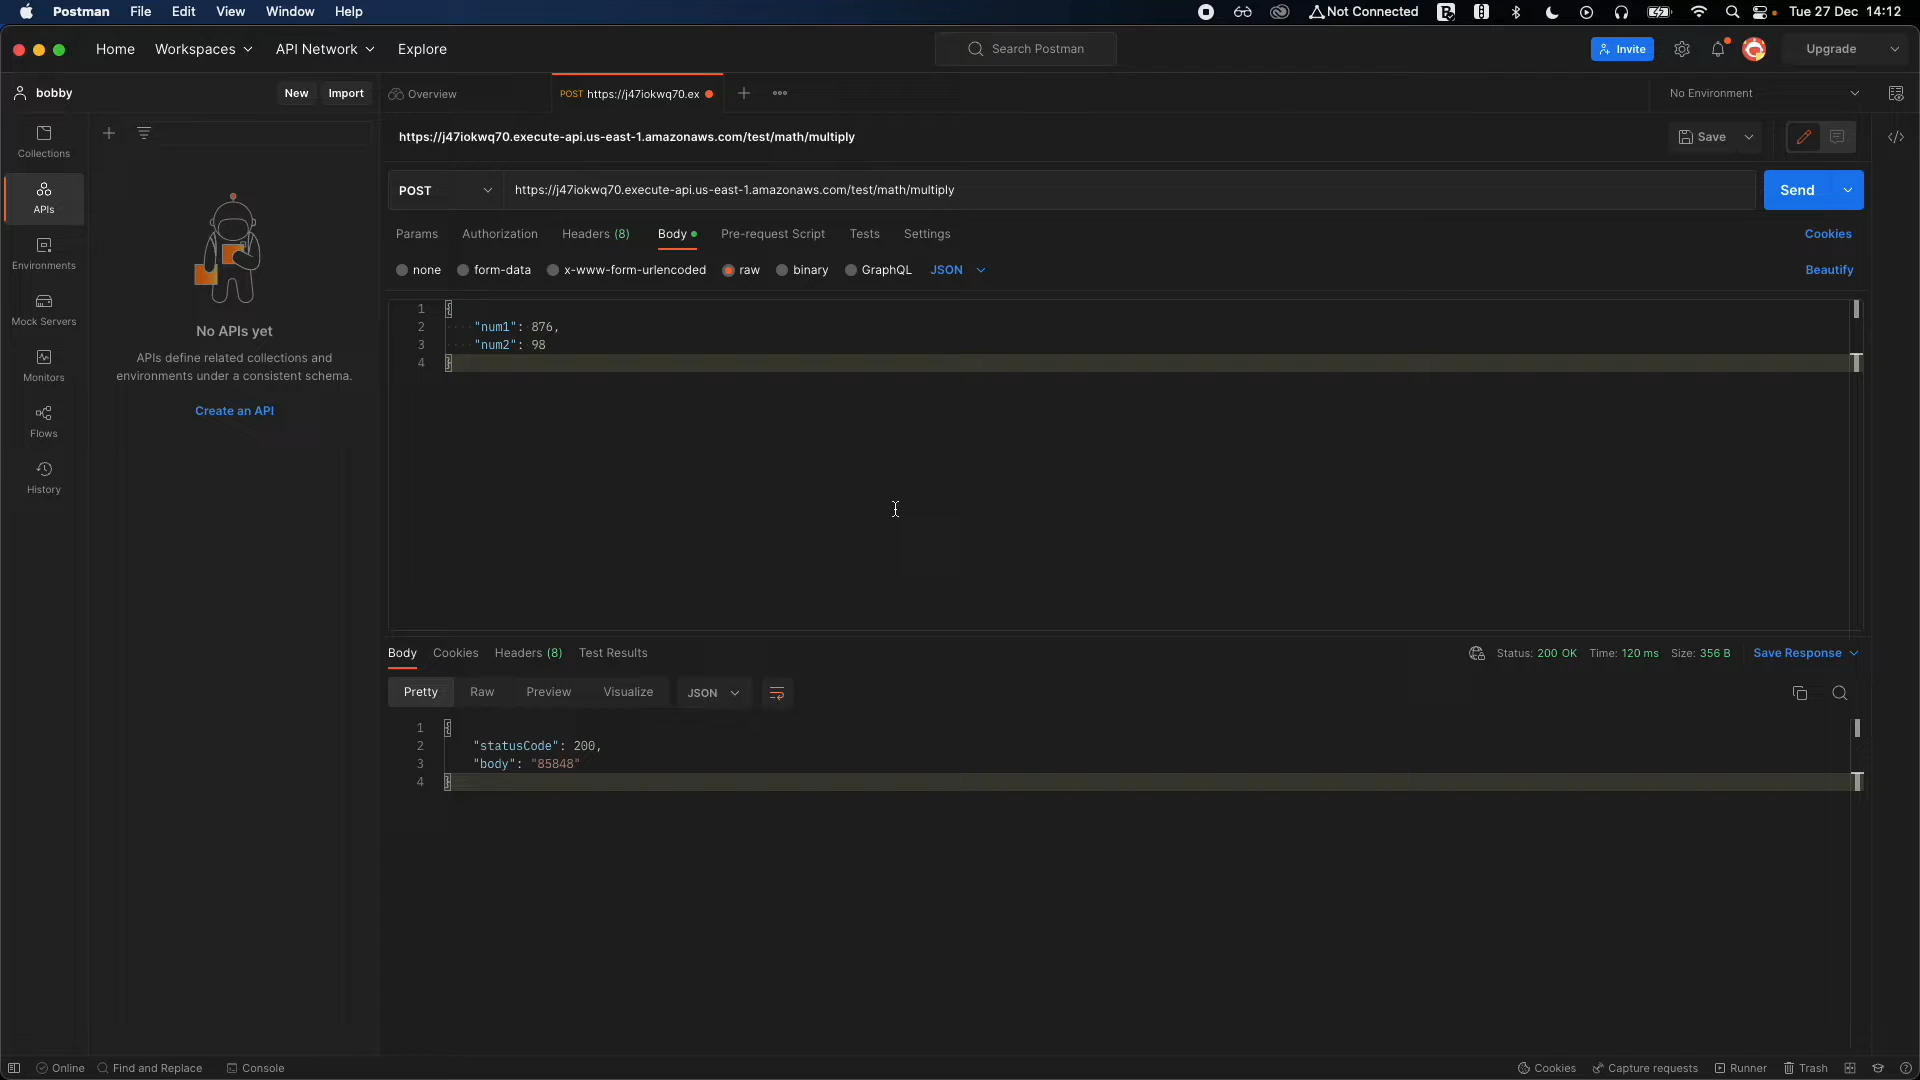 Postman File Edit View Window Help
Not Connected
Tue 27 Dec 14:12
Home Workspaces API Network Explore
Search Postman
Invite
Upgrade
bobby
New Import
Overview
POST https://j47iokwq70.ex
No Environment
Collections
APIs
Environments
Mock Servers
Monitors
Flows
History
No APIs yet
APIs define related collections and
environments under a consistent schema.
Create an API
https://j47iokwq70.execute-api.us-east-1.amazonaws.com/test/math/multiply
Save
POST
https://j47iokwq70.execute-api.us-east-1.amazonaws.com/test/math/multiply
Send
Params Authorization Headers (8) Body Pre-request Script Tests Settings
Cookies
none form-data x-www-form-urlencoded raw binary GraphQL JSON
Beautify
1 {
2 "num1": 876,
3 "num2": 98
4 }
Body Cookies Headers (8) Test Results
Status: 200 OK Time: 120 ms Size: 356 B
Save Response
Pretty Raw Preview Visualize JSON
1 {
2 "statusCode": 200,
3 "body": "85848"
4 }
Online Find and Replace Console
Cookies Capture requests Runner Trash